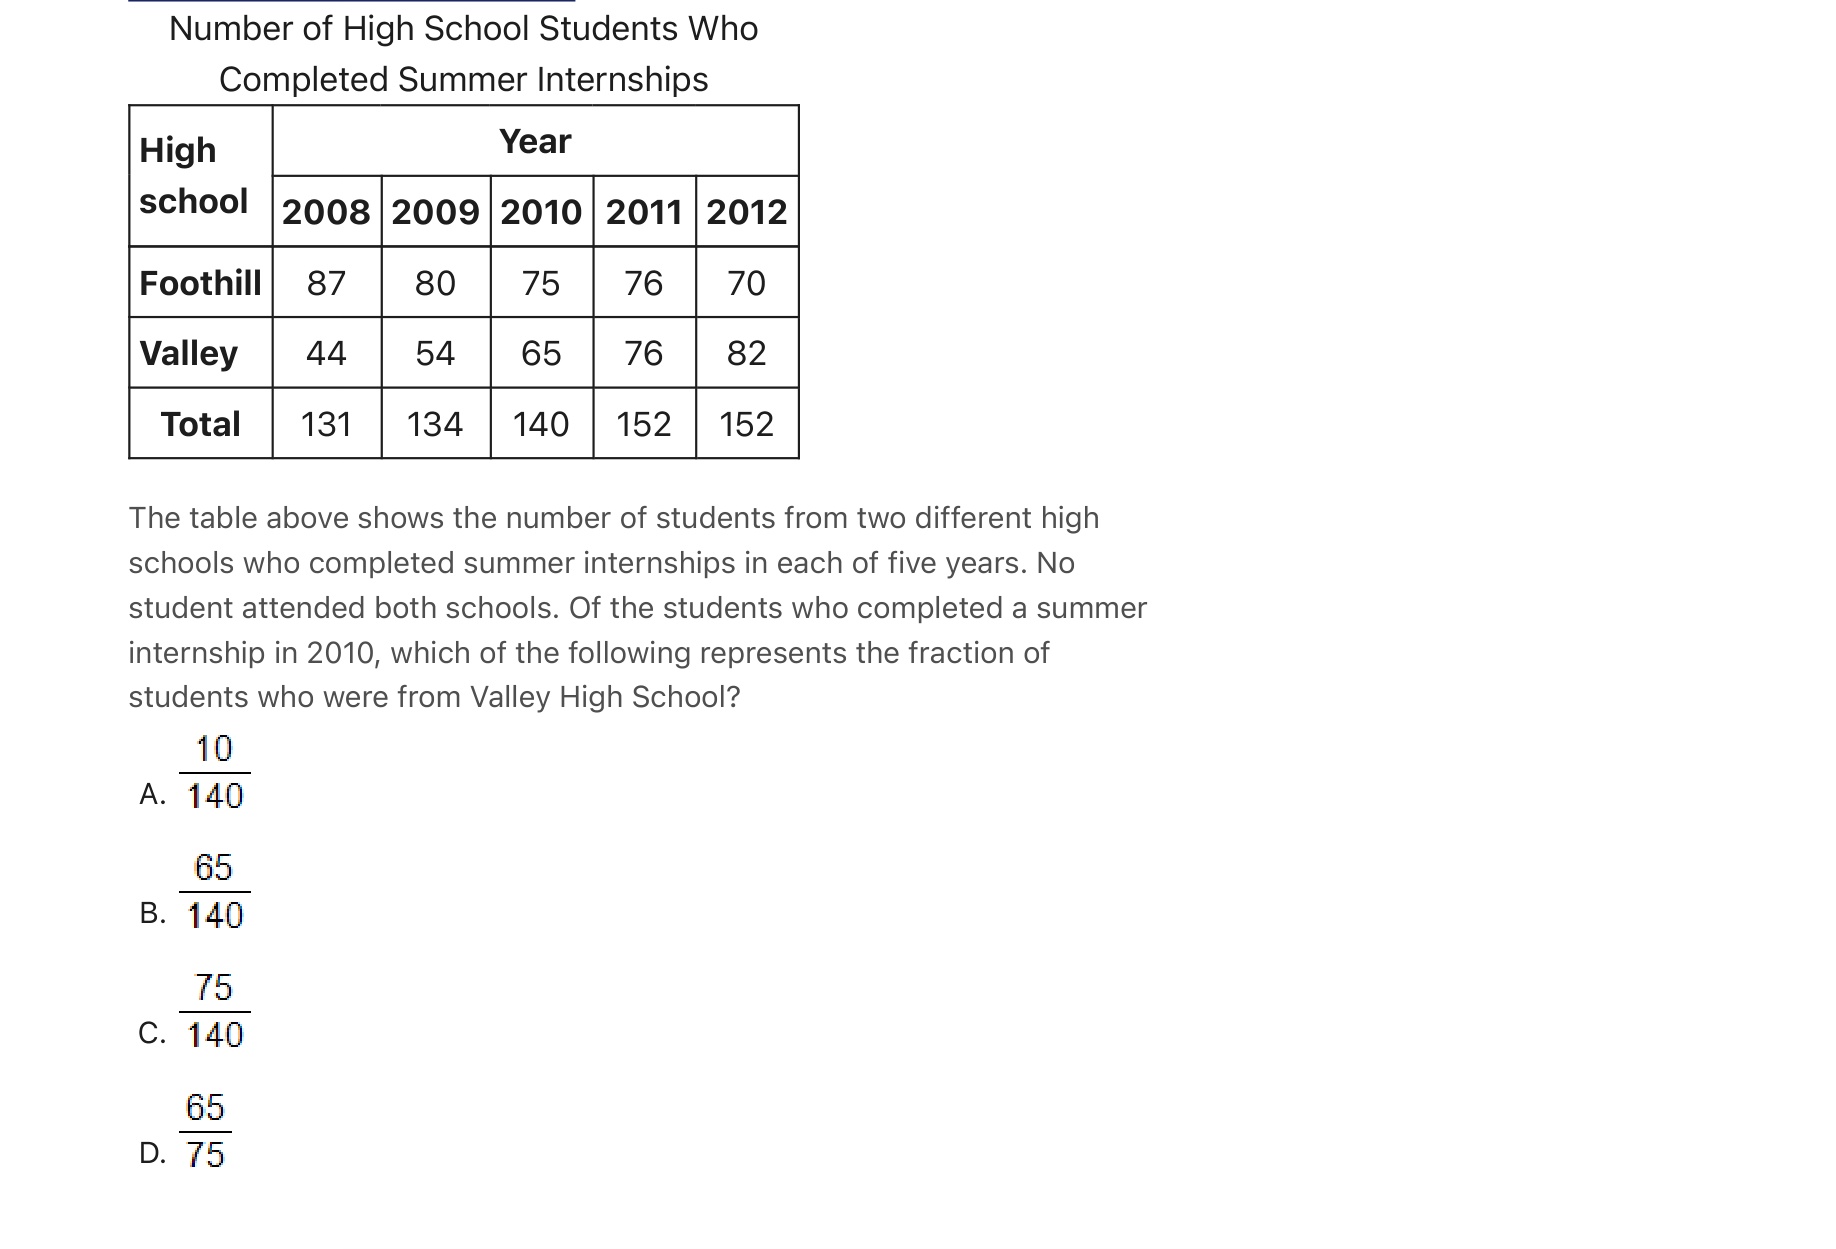 Number of High School Students Who
Completed Summer Internships
High school Year
2008 2009 2010 2011 2012
Foothill 87 80 75 76 70
Valley 44 54 65 76 82
Total 131 134 140 152 152
The table above shows the number of students from two different high
schools who completed summer internships in each of five years. No
student attended both schools. Of the students who completed a summer
internship in 2010, which of the following represents the fraction of
students who were from Valley High School?
A. 10/140
B. 65/140
C. 75/140
D. 65/75